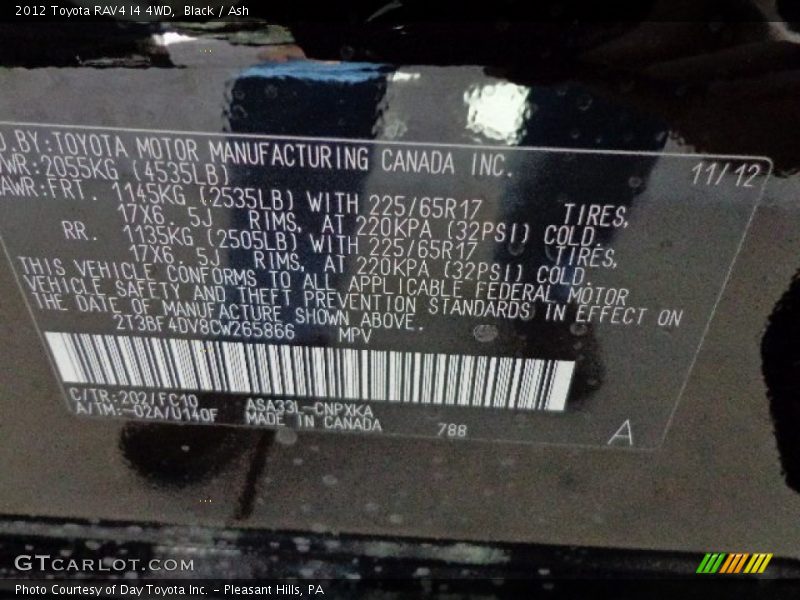 2012 Toyota RAV4 I4 4WD, Black / Ash
D.BY:TOYOTA MOTOR MANUFACTURING CANADA INC.
WR:2055KG (4535LB) 11/12
AWR:FRT. 1145KG (2535LB) WITH 225/65R17 TIRES,
17X6.5J RIMS, AT 220KPA (32PSI) COLD.
RR. 1135KG (2505LB) WITH 225/65R17 TIRES,
17X6.5J RIMS, AT 220KPA (32PSI) COLD.
THIS VEHICLE CONFORMS TO ALL APPLICABLE FEDERAL MOTOR
VEHICLE SAFETY AND THEFT PREVENTION STANDARDS IN EFFECT ON
THE DATE OF MANUFACTURE SHOWN ABOVE.
2T3BF4DV8CW265866 MPV
C/TR:202/FC10 ASA33L-CNPXKA
A/TM:-02A/U140F MADE IN CANADA 788 A
GTCARLOT.COM
Photo Courtesy of Day Toyota Inc. - Pleasant Hills, PA